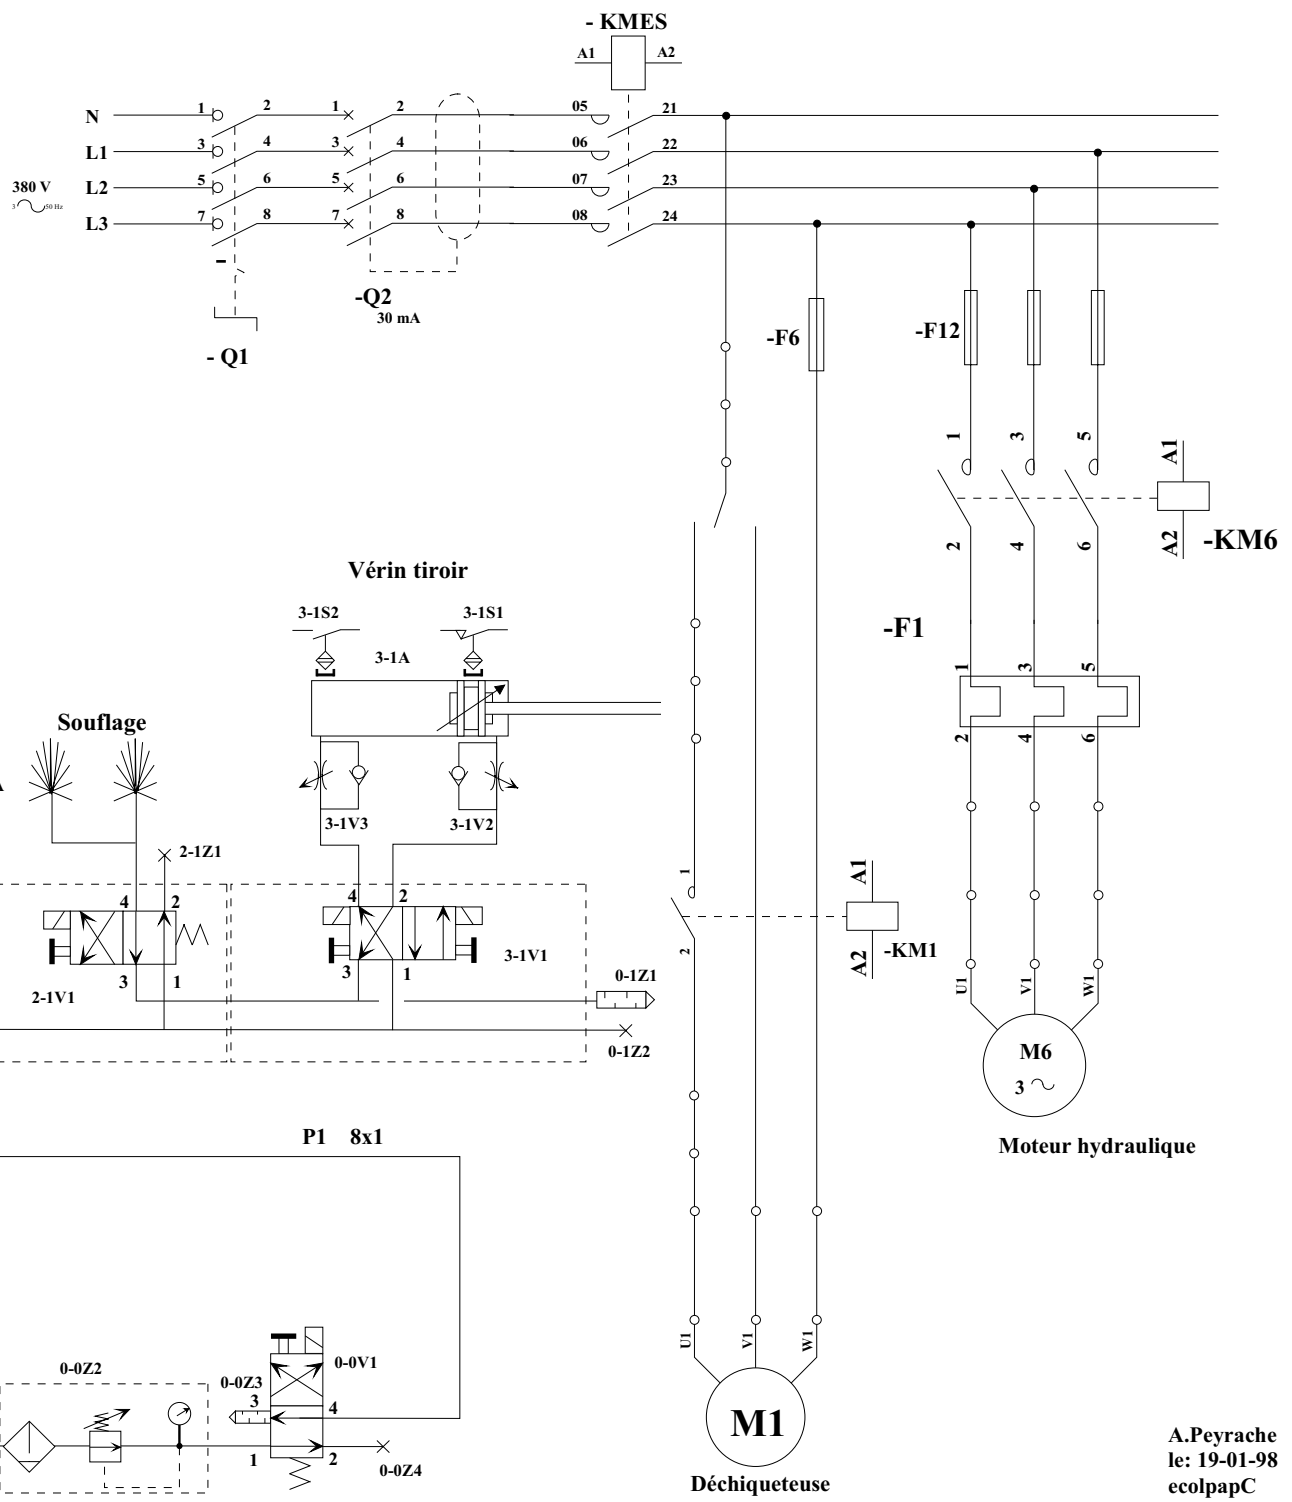 - KMES
A1 A2
N 1 2 1 2 05 21
L1 3 4 3 4 06 22
380 V L2 5 6 5 6 07 23
3 50 Hz
L3 7 8 7 8 08 24
-
-Q2
30 mA
- Q1
-F6
-F12
1 3 5
A1
A2
-KM6
2 4 6
Vérin tiroir
3-1S2 3-1S1
3-1A
-F1
1 3 5
2 4 6
Souflage
3-1V3 3-1V2
2-1Z1
4 2 4 2
3 1 3 1
2-1V1
3-1V1
0-1Z1
0-1Z2
1
2
A1
A2
-KM1
U1 V1 W1
M6
3
Moteur hydraulique
P1 8x1
U1 V1 W1
0-0Z2
0-0V1
0-0Z3
3 4
1 2
0-0Z4
M1
Déchiqueteuse
A.Peyrache
le: 19-01-98
ecolpapC